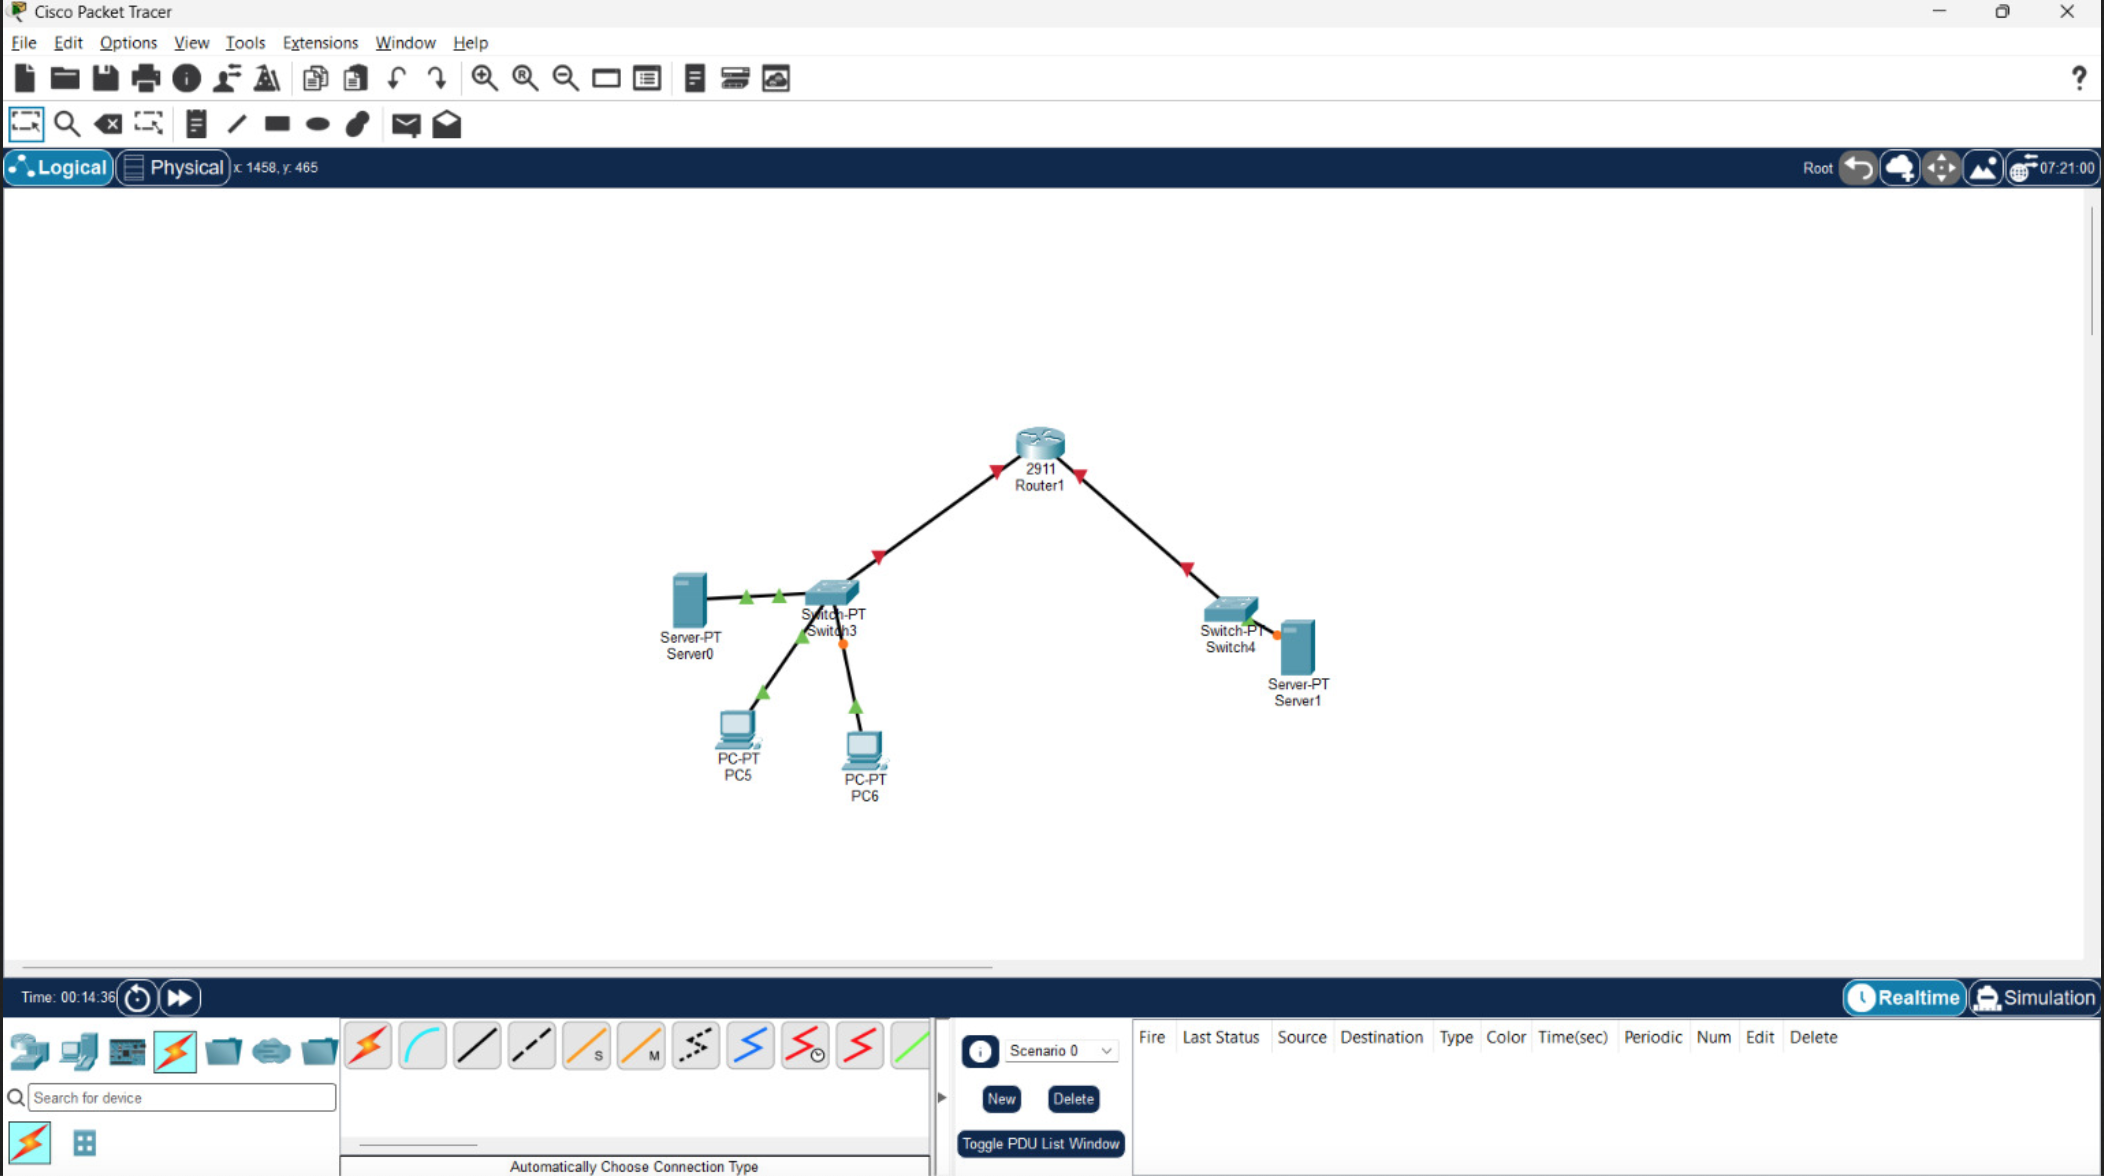 Cisco Packet Tracer
File Edit Options View Tools Extensions Window Help
Logical Physical x: 1458, y: 465 Root 07:21:00
2911
Router1
Server-PT
Server0
Switch-PT
Switch3
Switch-PT
Switch4
Server-PT
Server1
PC-PT
PC5
PC-PT
PC6
Time: 00:14:36 Realtime Simulation
S M
Scenario 0
Fire Last Status Source Destination Type Color Time(sec) Periodic Num Edit Delete
Search for device
New Delete
Toggle PDU List Window
Automatically Choose Connection Type